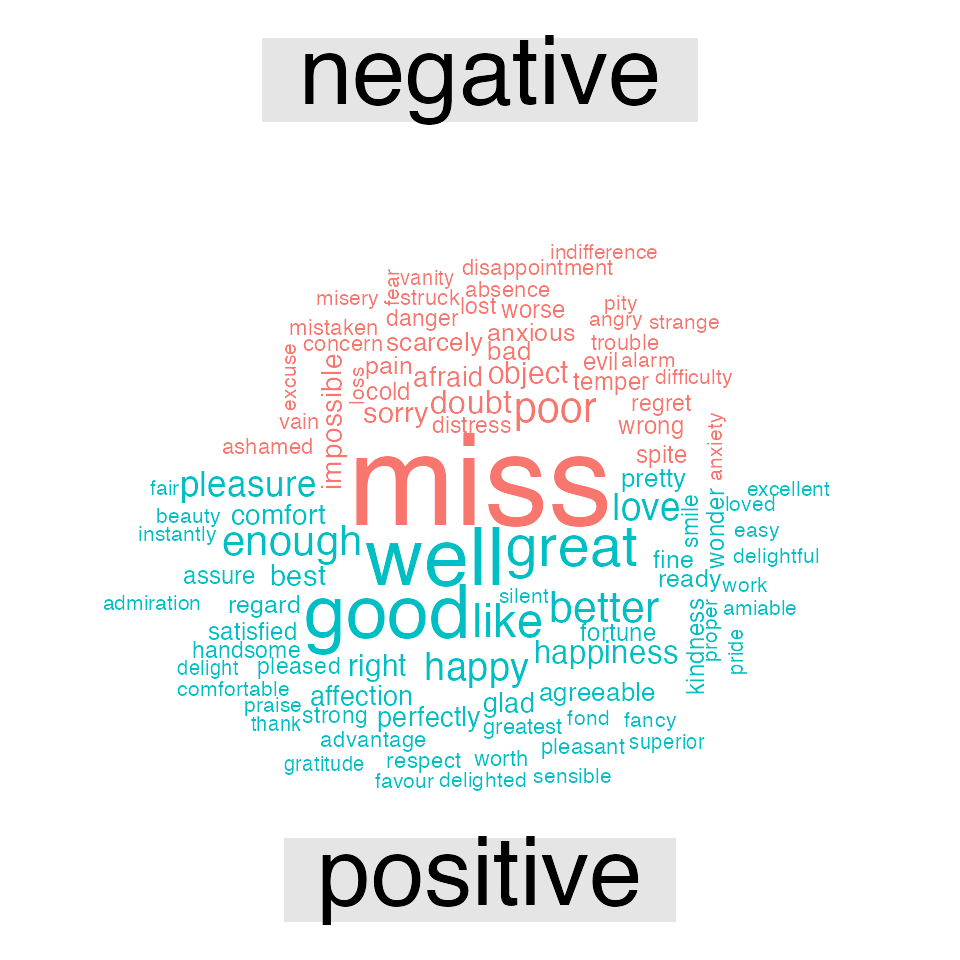 negative
indifference
disappointment
vanity
fear
absence
misery
struck
lost
worse
pity
mistaken
danger
angry
strange
concern
scarcely
anxious
trouble
excuse
impossible
loss
pain
bad
evil
alarm
afraid
object
temper
difficulty
cold
doubt
poor
regret
vain
sorry
distress
wrong
ashamed
miss
spite
anxiety
pretty
fair
pleasure
love
smile
wonder
loved
excellent
beauty
comfort
instantly
enough
well
great
easy
fine
delightful
assure
best
ready
work
admiration
regard
good
like
silent
better
amiable
satisfied
fortune
kindness
proper
pride
handsome
happiness
delight
pleased
right
happy
comfortable
affection
agreeable
praise
glad
thank
strong
perfectly
greatest
fond
fancy
advantage
pleasant
superior
gratitude
respect
worth
favour
delighted
sensible
positive